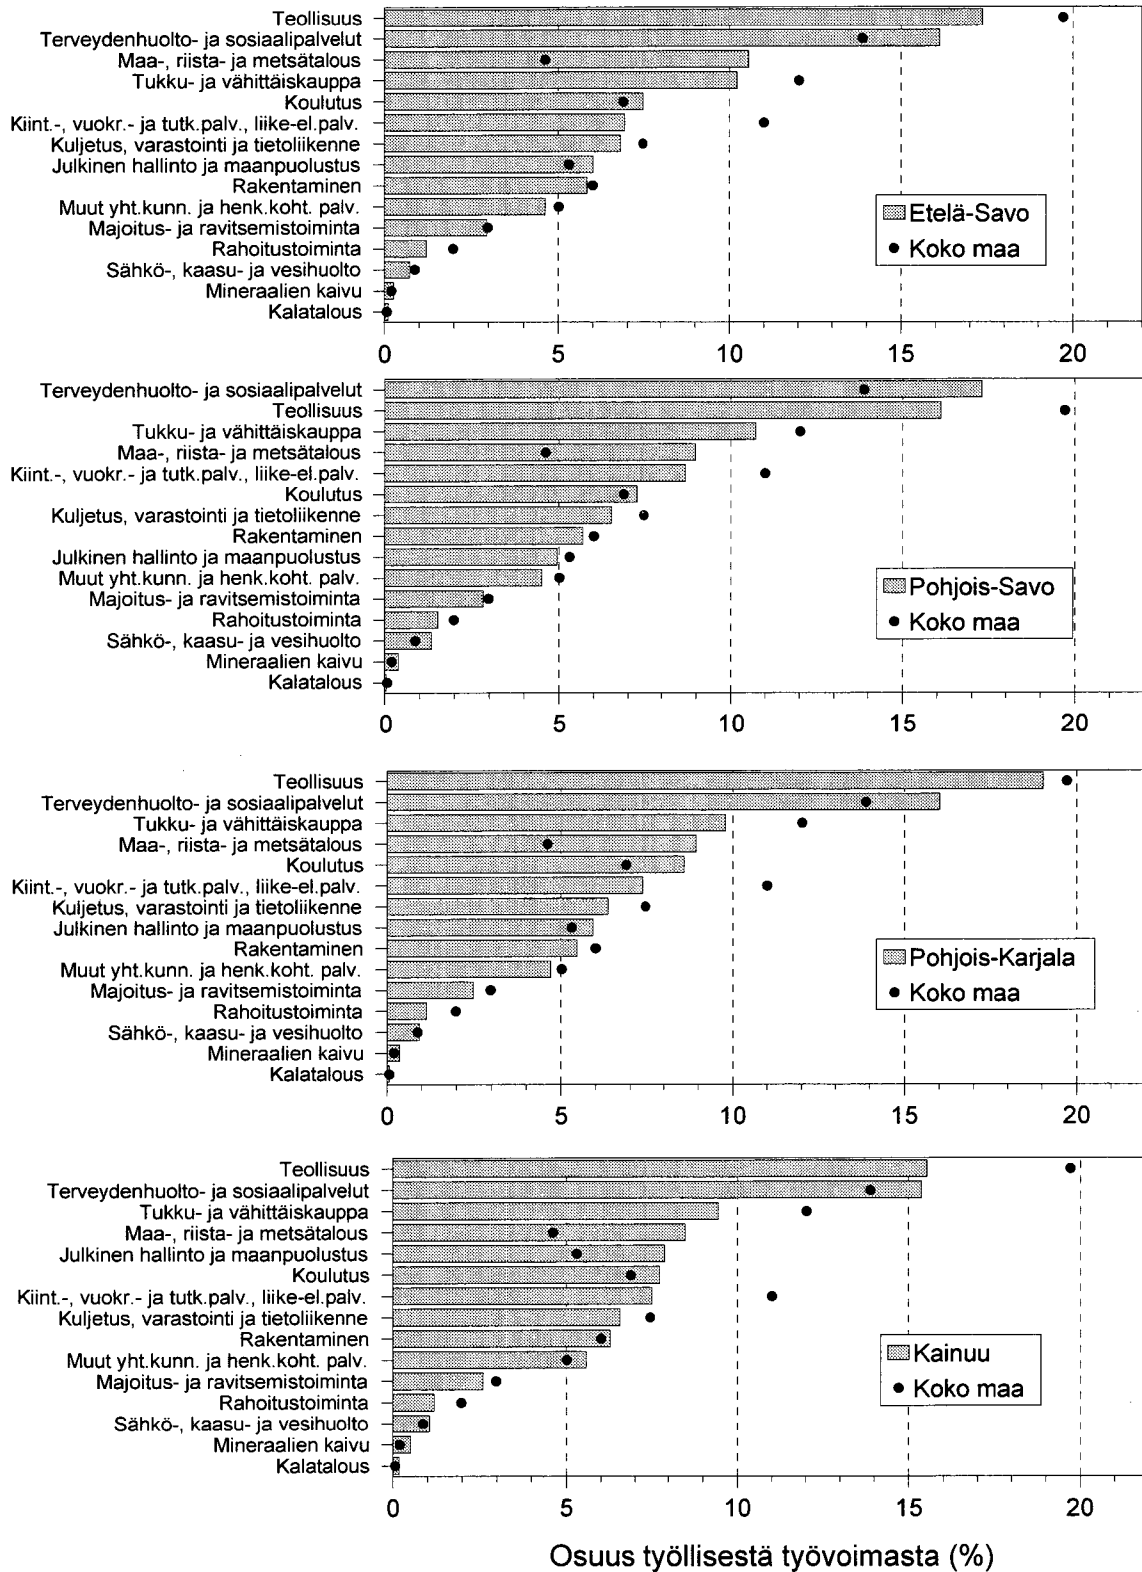 Teollisuus
Terveydenhuolto- ja sosiaalipalvelut
Maa-, riista- ja metsätalous
Tukku- ja vähittäiskauppa
Koulutus
Kiint.-, vuokr.- ja tutk.palv., liike-el.palv.
Kuljetus, varastointi ja tietoliikenne
Julkinen hallinto ja maanpuolustus
Rakentaminen
Muut yht.kunn. ja henk.koht. palv.
Majoitus- ja ravitsemistoiminta
Rahoitustoiminta
Sähkö-, kaasu- ja vesihuolto
Mineraalien kaivu
Kalatalous
Etelä-Savo
Koko maa
0 5 10 15 20
Terveydenhuolto- ja sosiaalipalvelut
Teollisuus
Tukku- ja vähittäiskauppa
Maa-, riista- ja metsätalous
Kiint.-, vuokr.- ja tutk.palv., liike-el.palv.
Koulutus
Kuljetus, varastointi ja tietoliikenne
Rakentaminen
Julkinen hallinto ja maanpuolustus
Muut yht.kunn. ja henk.koht. palv.
Majoitus- ja ravitsemistoiminta
Rahoitustoiminta
Sähkö-, kaasu- ja vesihuolto
Mineraalien kaivu
Kalatalous
Pohjois-Savo
Koko maa
0 5 10 15 20
Teollisuus
Terveydenhuolto- ja sosiaalipalvelut
Tukku- ja vähittäiskauppa
Maa-, riista- ja metsätalous
Koulutus
Kiint.-, vuokr.- ja tutk.palv., liike-el.palv.
Kuljetus, varastointi ja tietoliikenne
Julkinen hallinto ja maanpuolustus
Rakentaminen
Muut yht.kunn. ja henk.koht. palv.
Majoitus- ja ravitsemistoiminta
Rahoitustoiminta
Sähkö-, kaasu- ja vesihuolto
Mineraalien kaivu
Kalatalous
Pohjois-Karjala
Koko maa
0 5 10 15 20
Teollisuus
Terveydenhuolto- ja sosiaalipalvelut
Tukku- ja vähittäiskauppa
Maa-, riista- ja metsätalous
Julkinen hallinto ja maanpuolustus
Koulutus
Kiint.-, vuokr.- ja tutk.palv., liike-el.palv.
Kuljetus, varastointi ja tietoliikenne
Rakentaminen
Muut yht.kunn. ja henk.koht. palv.
Majoitus- ja ravitsemistoiminta
Rahoitustoiminta
Sähkö-, kaasu- ja vesihuolto
Mineraalien kaivu
Kalatalous
Kainuu
Koko maa
0 5 10 15 20
Osuus työllisestä työvoimasta (%)